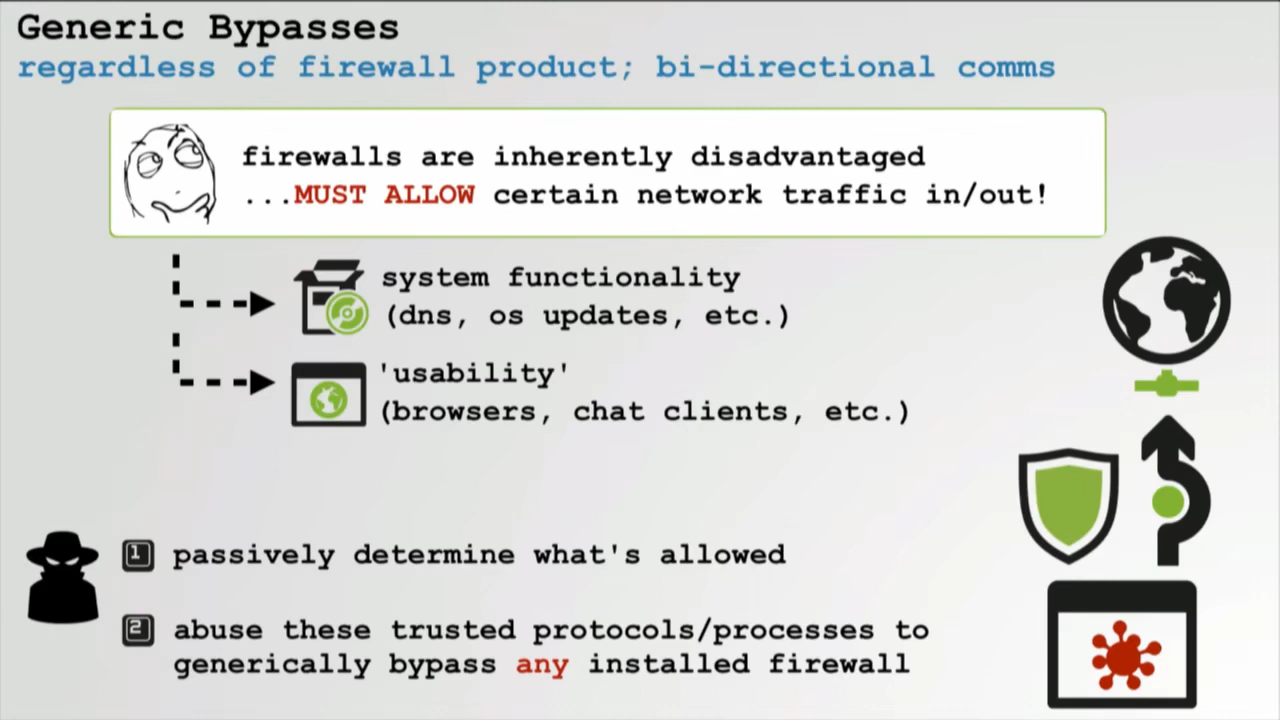 Generic Bypasses
regardless of firewall product; bi-directional comms
firewalls are inherently disadvantaged
...MUST ALLOW certain network traffic in/out!
system functionality
(dns, os updates, etc.)
'usability'
(browsers, chat clients, etc.)
1 passively determine what's allowed
2 abuse these trusted protocols/processes to
generically bypass any installed firewall